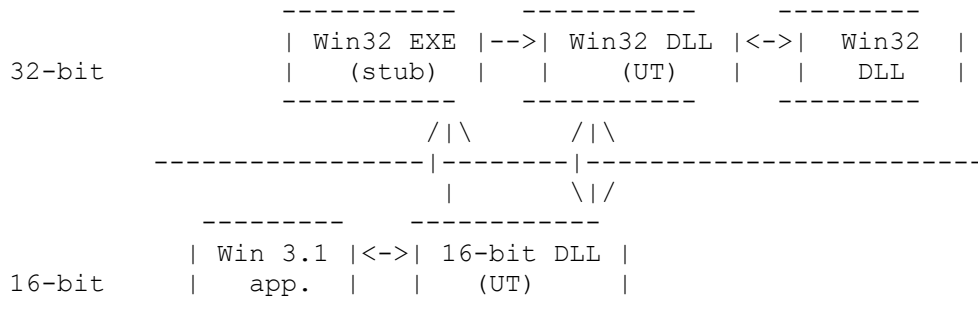 -----------    -----------     ---------
                 | Win32 EXE |-->| Win32 DLL |<->|  Win32  |
32-bit           |   (stub)  |  |    (UT)   |   |   DLL   |
                 -----------    -----------     ---------
                          /|\      /|\
         -----------------|--------|-------------------------
                           |       \|/
            ---------    ------------
           | Win 3.1 |<->| 16-bit DLL |
16-bit     |   app.  |  |   (UT)     |